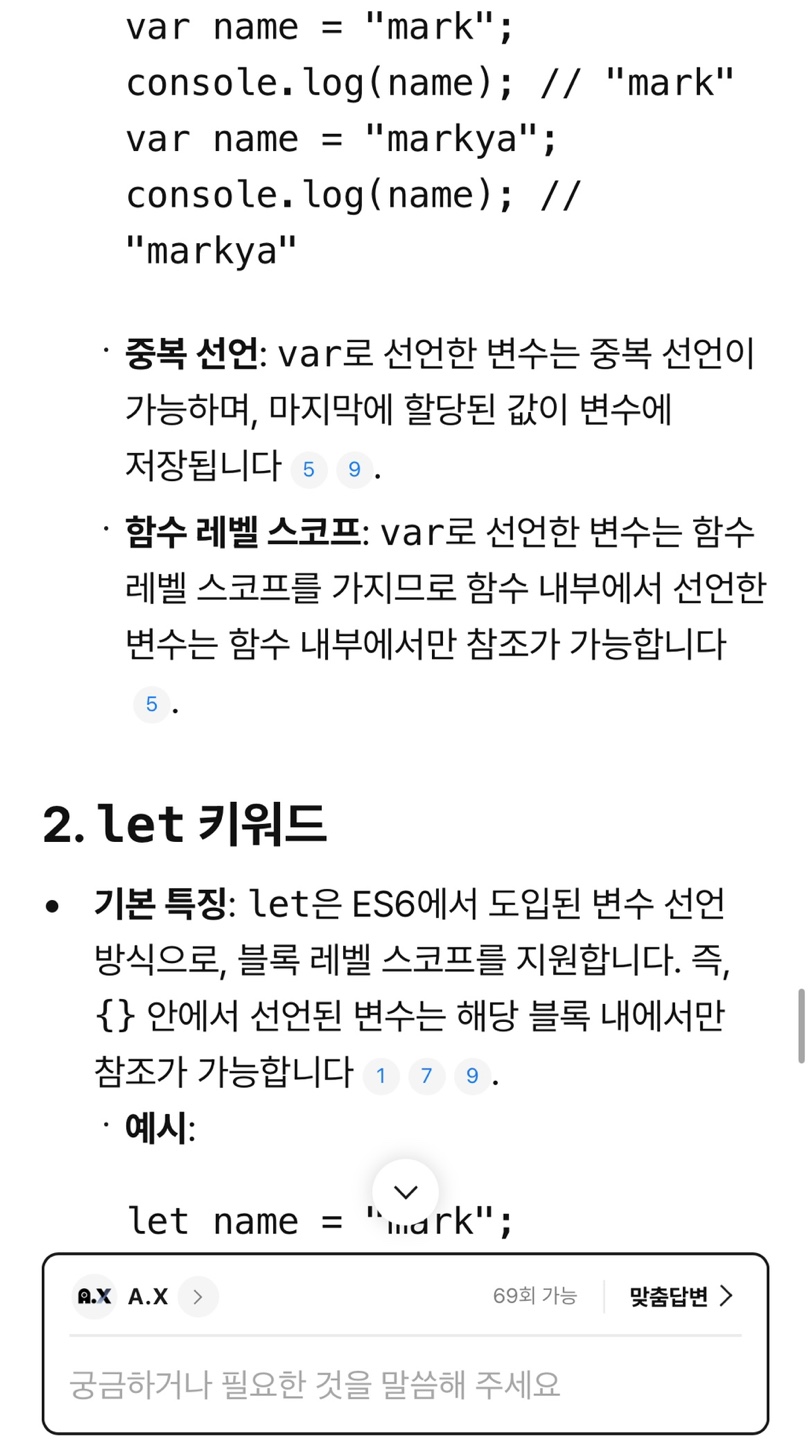 var name = "mark";
console.log(name); // "mark"
var name = "markya";
console.log(name); //
"markya"
· 중복 선언: var로 선언한 변수는 중복 선언이
가능하며, 마지막에 할당된 값이 변수에
저장됩니다 5 9 .
· 함수 레벨 스코프: var로 선언한 변수는 함수
레벨 스코프를 가지므로 함수 내부에서 선언한
변수는 함수 내부에서만 참조가 가능합니다
5 .
2. let 키워드
● 기본 특징: let은 ES6에서 도입된 변수 선언
방식으로, 블록 레벨 스코프를 지원합니다. 즉,
{} 안에서 선언된 변수는 해당 블록 내에서만
참조가 가능합니다 1 7 9 .
· 예시:
let name = "mark";
A.X A.X > 69회 가능 맞춤답변 >
궁금하거나 필요한 것을 말씀해 주세요